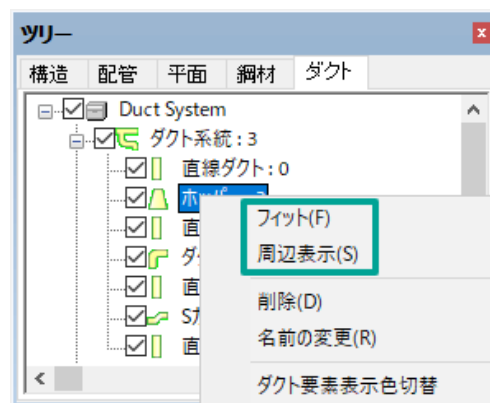 ツリー
構造 配管 平面 鋼材 ダクト
Duct System
ダクト系統 : 3
直線ダクト : 0
フィット(F)
周辺表示(S)
直
削除(D)
直
名前の変更(R)
直
ダクト要素表示色切替